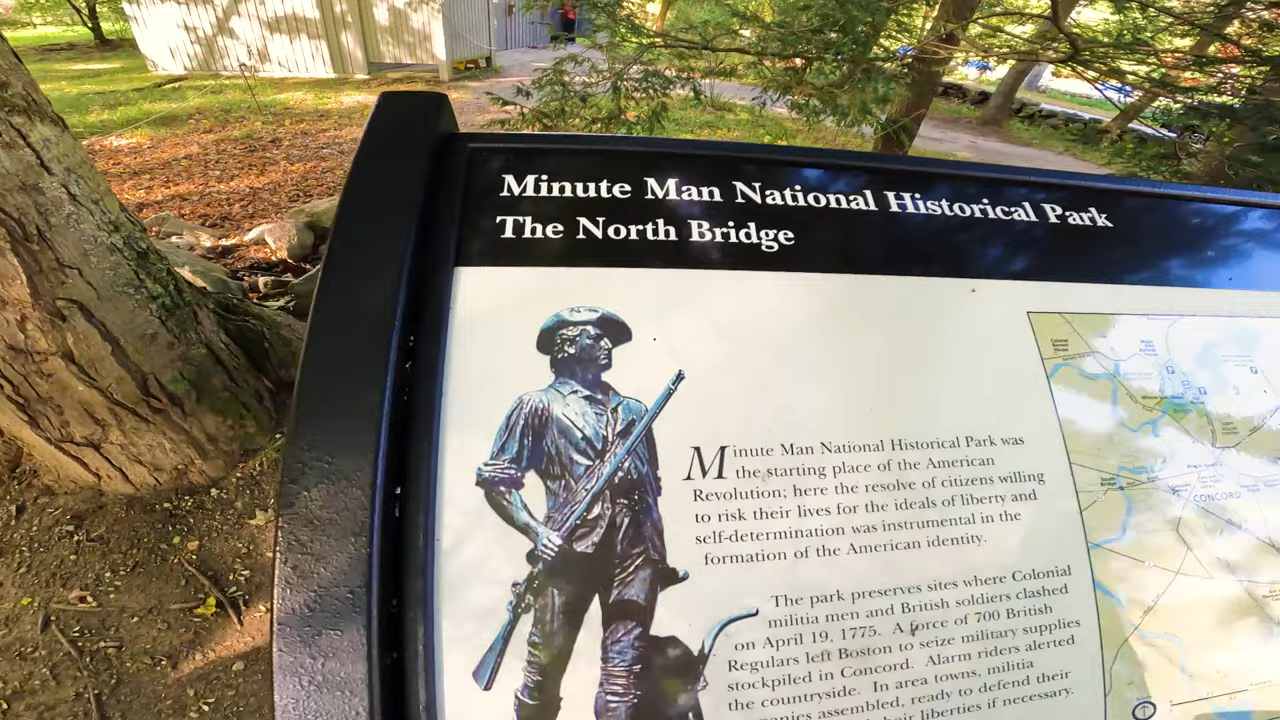 Minute Man National Historical Park
The North Bridge
Minute Man National Historical Park was
the starting place of the American
Revolution; here the resolve of citizens willing
to risk their lives for the ideals of liberty and
self-determination was instrumental in the
formation of the American identity.
The park preserves sites where Colonial
militia men and British soldiers clashed
on April 19, 1775. A force of 700 British
Regulars left Boston to seize military supplies
stockpiled in Concord. Alarm riders alerted
the countryside. In area towns, militia
assembled, ready to defend their
their liberties if necessary.
South
Bridge
CONCORD